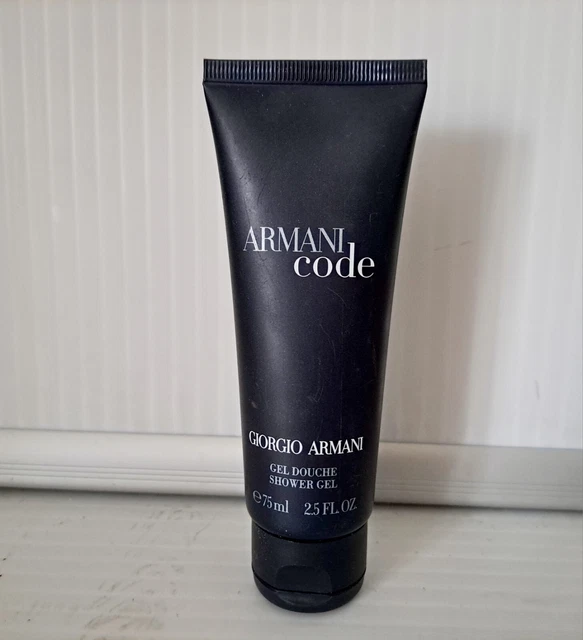 ARMANI
code
GIORGIO ARMANI
GEL DOUCHE
SHOWER GEL
℮75ml 2.5 FL.OZ.